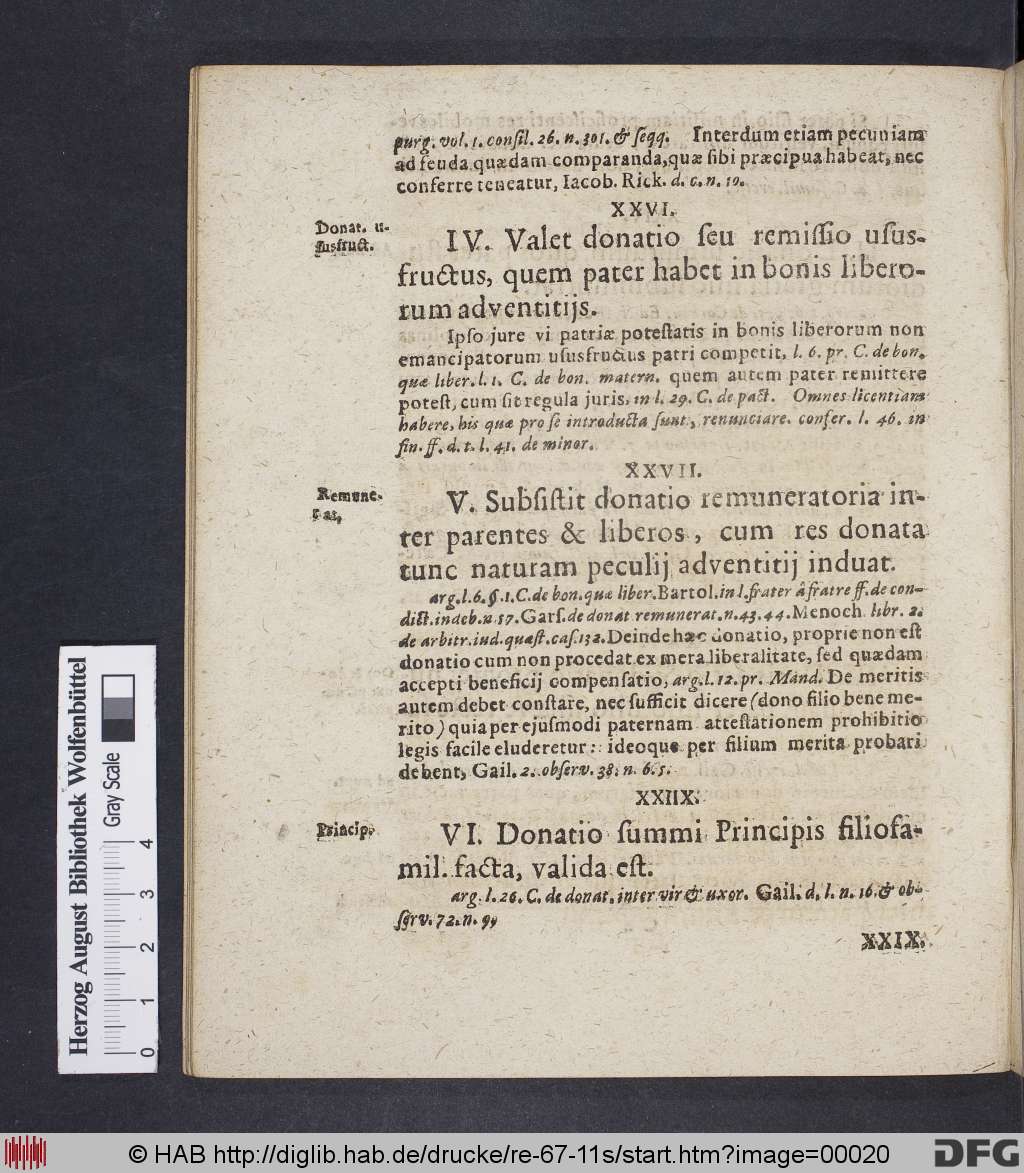 purg. vol. 1. consil. 26. n. 301. & seqq. Interdum etiam pecuniam
ad feuda quædam comparanda, quæ sibi præcipua habeat, nec
conferre teneatur, Iacob. Rick. d. c. n. 10.
XXVI.
Donat. u-
susfruct.
IV. Valet donatio seu remissio usus-
fructus, quem pater habet in bonis libero-
rum adventitijs.
Ipso jure vi patriæ potestatis in bonis liberorum non
emancipatorum ususfructus patri competit, l. 6. pr. C. de bon.
quæ liber. l. 1. C. de bon. matern. quem autem pater remittere
potest, cum sit regula juris, in l. 29. C. de pact. Omnes licentiam
habere, his quæ pro se introducta sunt, renunciare. confer. l. 46. in
fin. ff. d. t. l. 41. de minor.
XXVII.
Remune-
rat.
V. Subsistit donatio remuneratoria in-
ter parentes & liberos, cum res donata
tunc naturam peculij adventitij induat.
arg. l. 6. §. 1. C. de bon. quæ liber. Bartol. in l. frater à fratre ff. de con-
dict. indeb. n. 57. Gars. de donat remunerat. n. 43. 44. Menoch. libr. 2.
de arbitr. iud. quæst. cas. 132. Deinde hæc donatio, proprie non est
donatio cum non procedat ex mera liberalitate, sed quædam
accepti beneficij compensatio, arg. l. 12. pr. Mand. De meritis
autem debet constare, nec sufficit dicere (dono filio bene me-
rito) quia per ejusmodi paternam attestationem prohibitio
legis facile eluderetur: ideoque per filium merita probari
debent, Gail. 2. observ. 38. n. 6. 5.
XXIIX.
Princip.
VI. Donatio summi Principis filiofa-
mil. facta, valida est.
arg. l. 26. C. de donat. inter vir & uxor. Gail. d. l. n. 16. & ob-
serv. 72. n. 9,
XXIX.
Herzog August Bibliothek Wolfenbüttel
Gray Scale
0 1 2 3 4
© HAB http://diglib.hab.de/drucke/re-67-11s/start.htm?image=00020
DFG